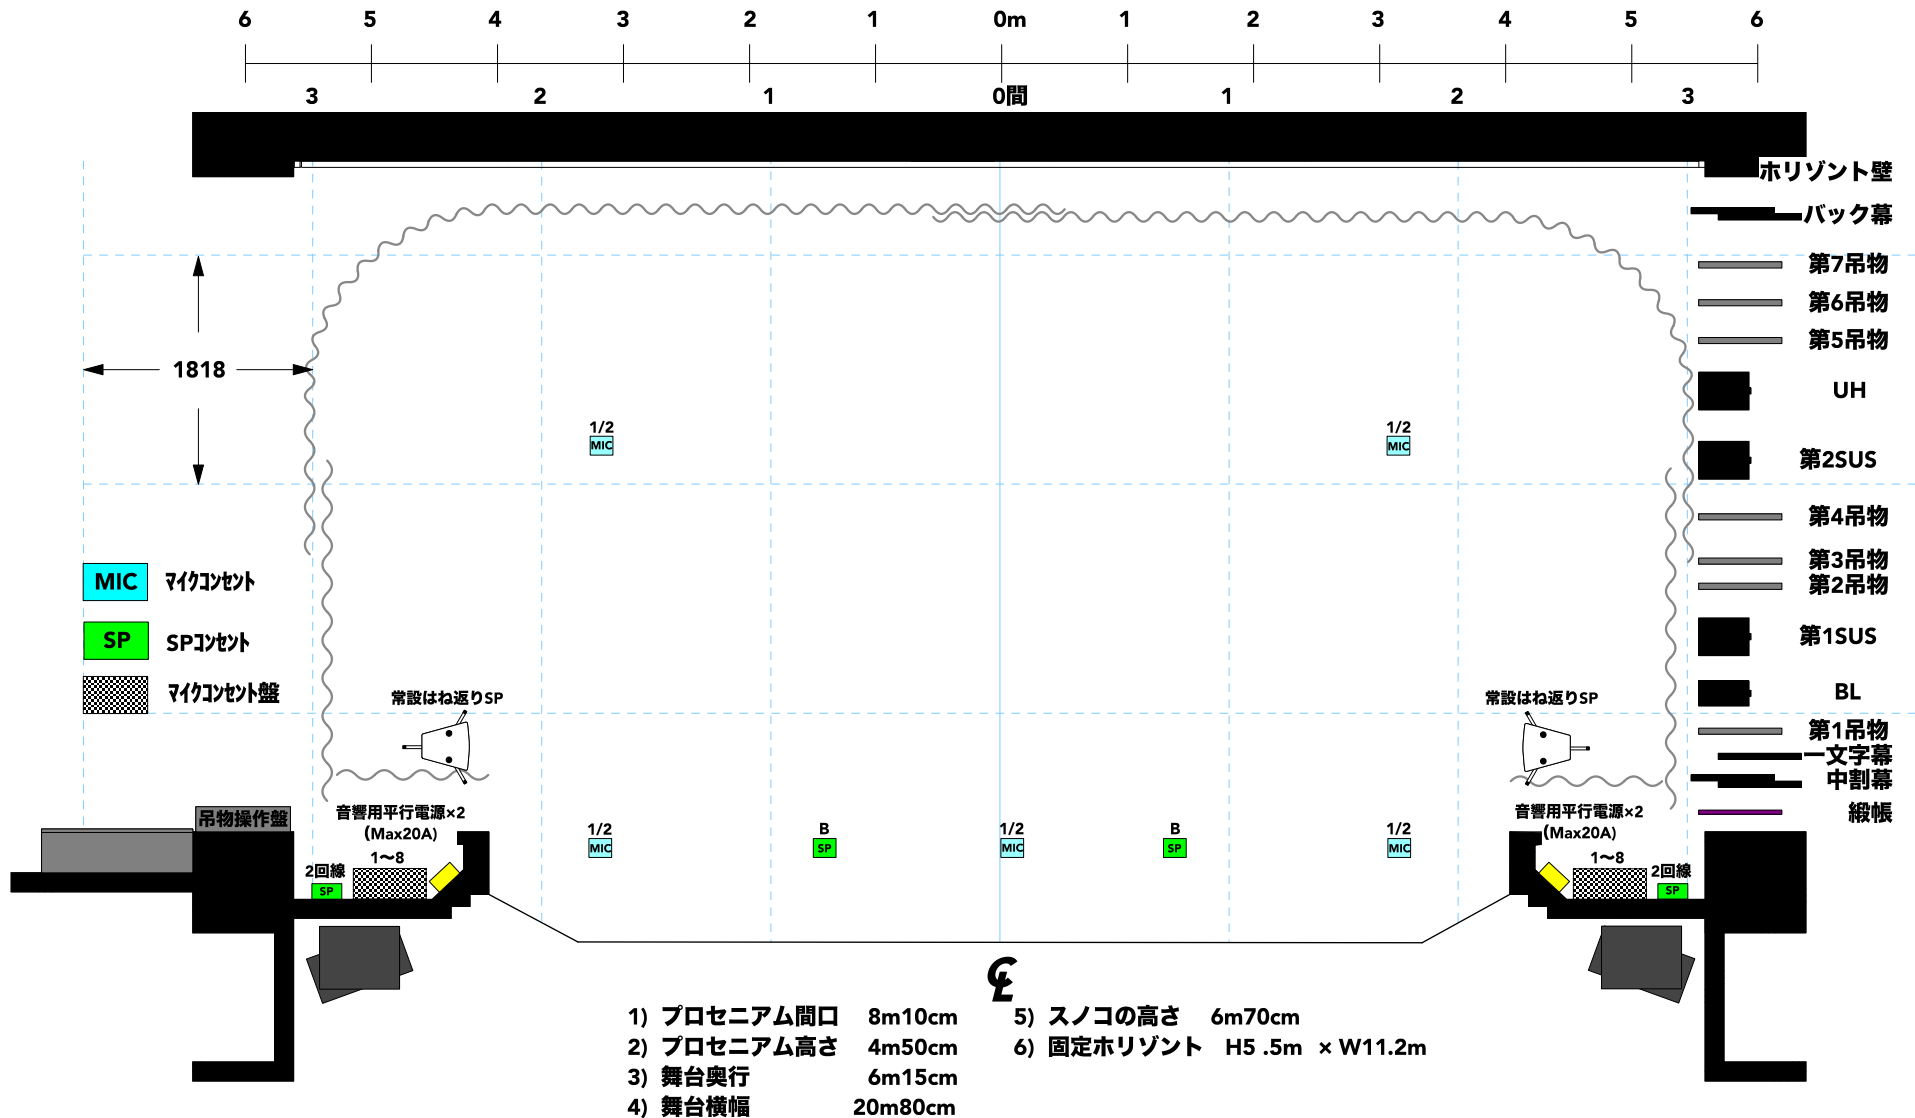 6 5 4 3 2 1 0m 1 2 3 4 5 6
3 2 1 0間 1 2 3
ホリゾント壁
バック幕
第7吊物
第6吊物
第5吊物
1818
UH
1/2
MIC
1/2
MIC
第2SUS
第4吊物
第3吊物
第2吊物
MIC ﾏｲｸｺﾝｾﾝﾄ
SP SPｺﾝｾﾝﾄ
ﾏｲｸｺﾝｾﾝﾄ盤
第1SUS
BL
常設はね返りSP
常設はね返りSP
第1吊物
一文字幕
中割幕
緞帳
吊物操作盤
音響用平行電源×2
(Max20A)
1〜8
2回線
SP
1/2
MIC
B
SP
1/2
MIC
B
SP
1/2
MIC
音響用平行電源×2
(Max20A)
1〜8
2回線
SP
CL
1) プロセニアム間口 8m10cm
2) プロセニアム高さ 4m50cm
3) 舞台奥行 6m15cm
4) 舞台横幅 20m80cm
5) スノコの高さ 6m70cm
6) 固定ホリゾント H5 .5m × W11.2m